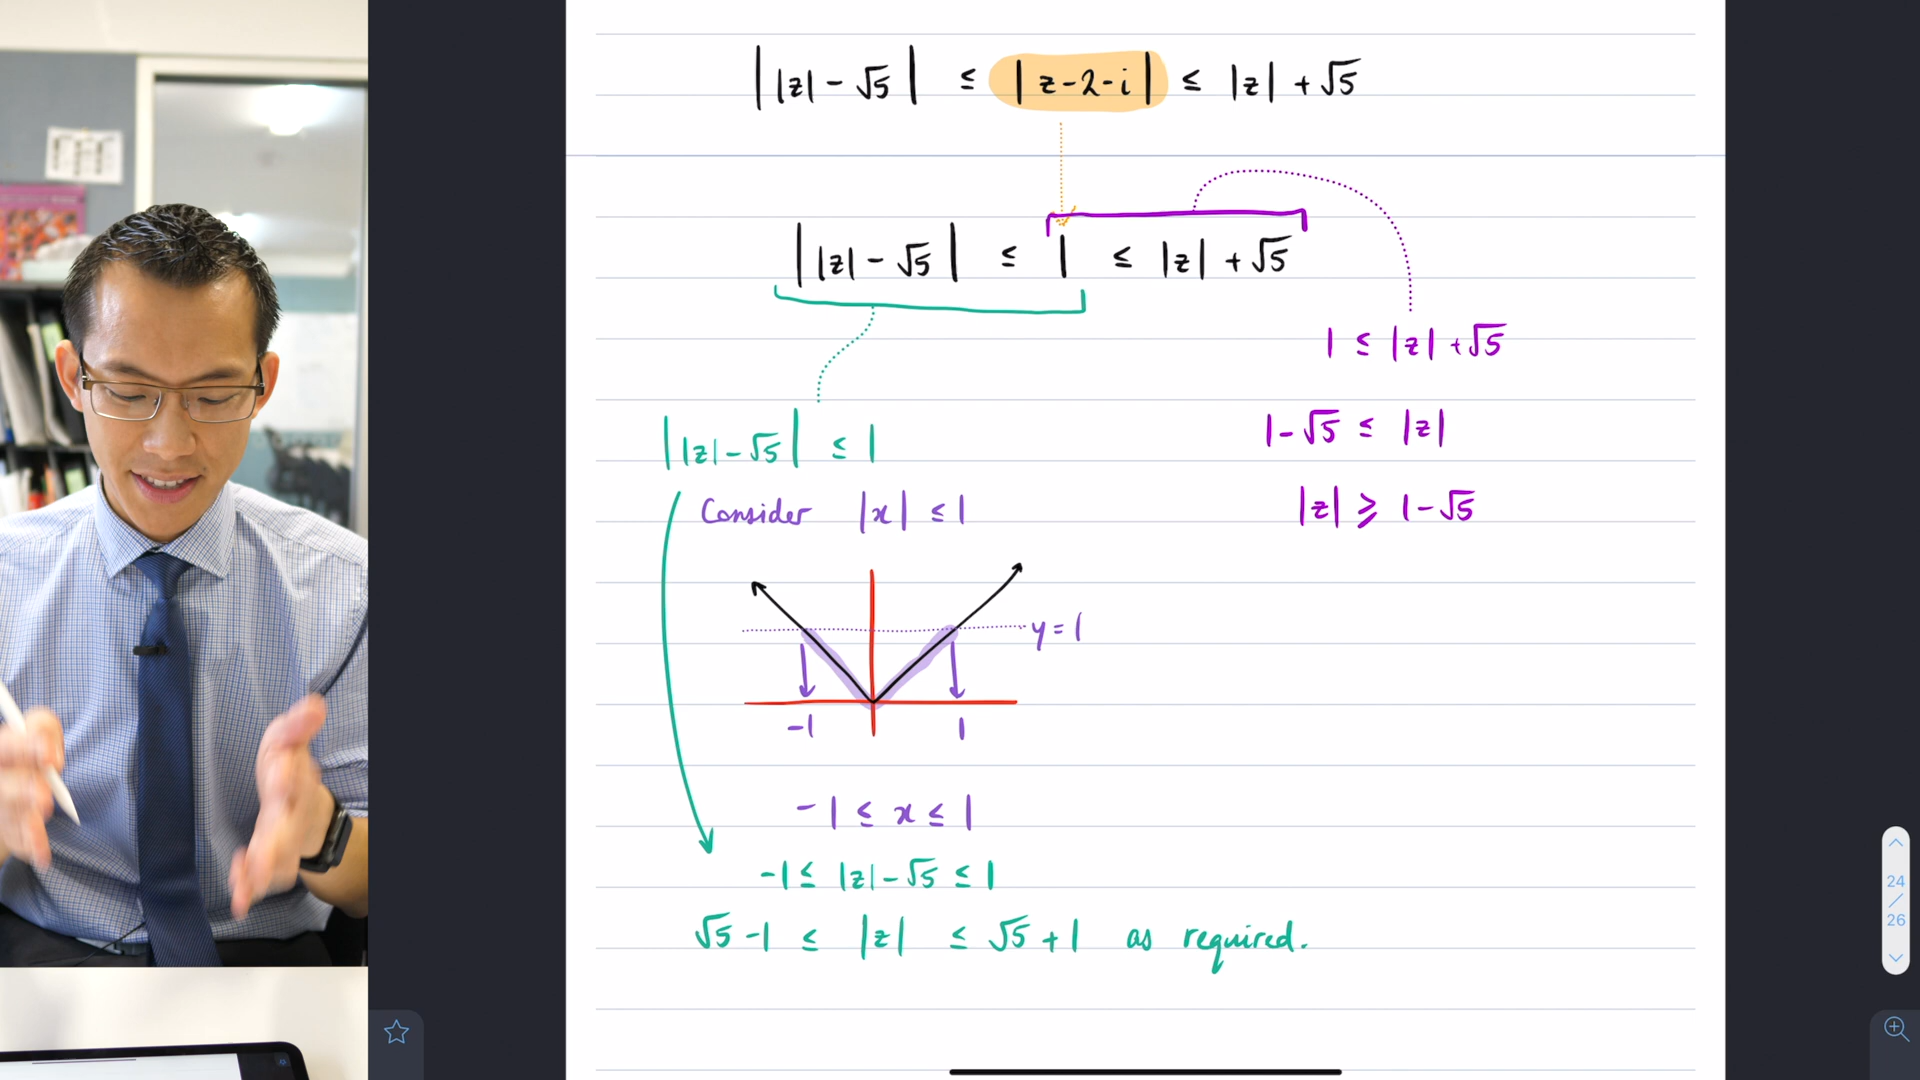 ||z| - √5| ≤ |z-2-i| ≤ |z| + √5
||z| - √5| ≤ 1 ≤ |z| + √5
1 ≤ |z| + √5
||z| - √5| ≤ 1
1 - √5 ≤ |z|
Consider |x| ≤ 1
|z| ⩾ 1 - √5
y = 1
-1 1
-1 ≤ x ≤ 1
-1 ≤ |z| - √5 ≤ 1
√5 - 1 ≤ |z| ≤ √5 + 1 as required.
24
/
26